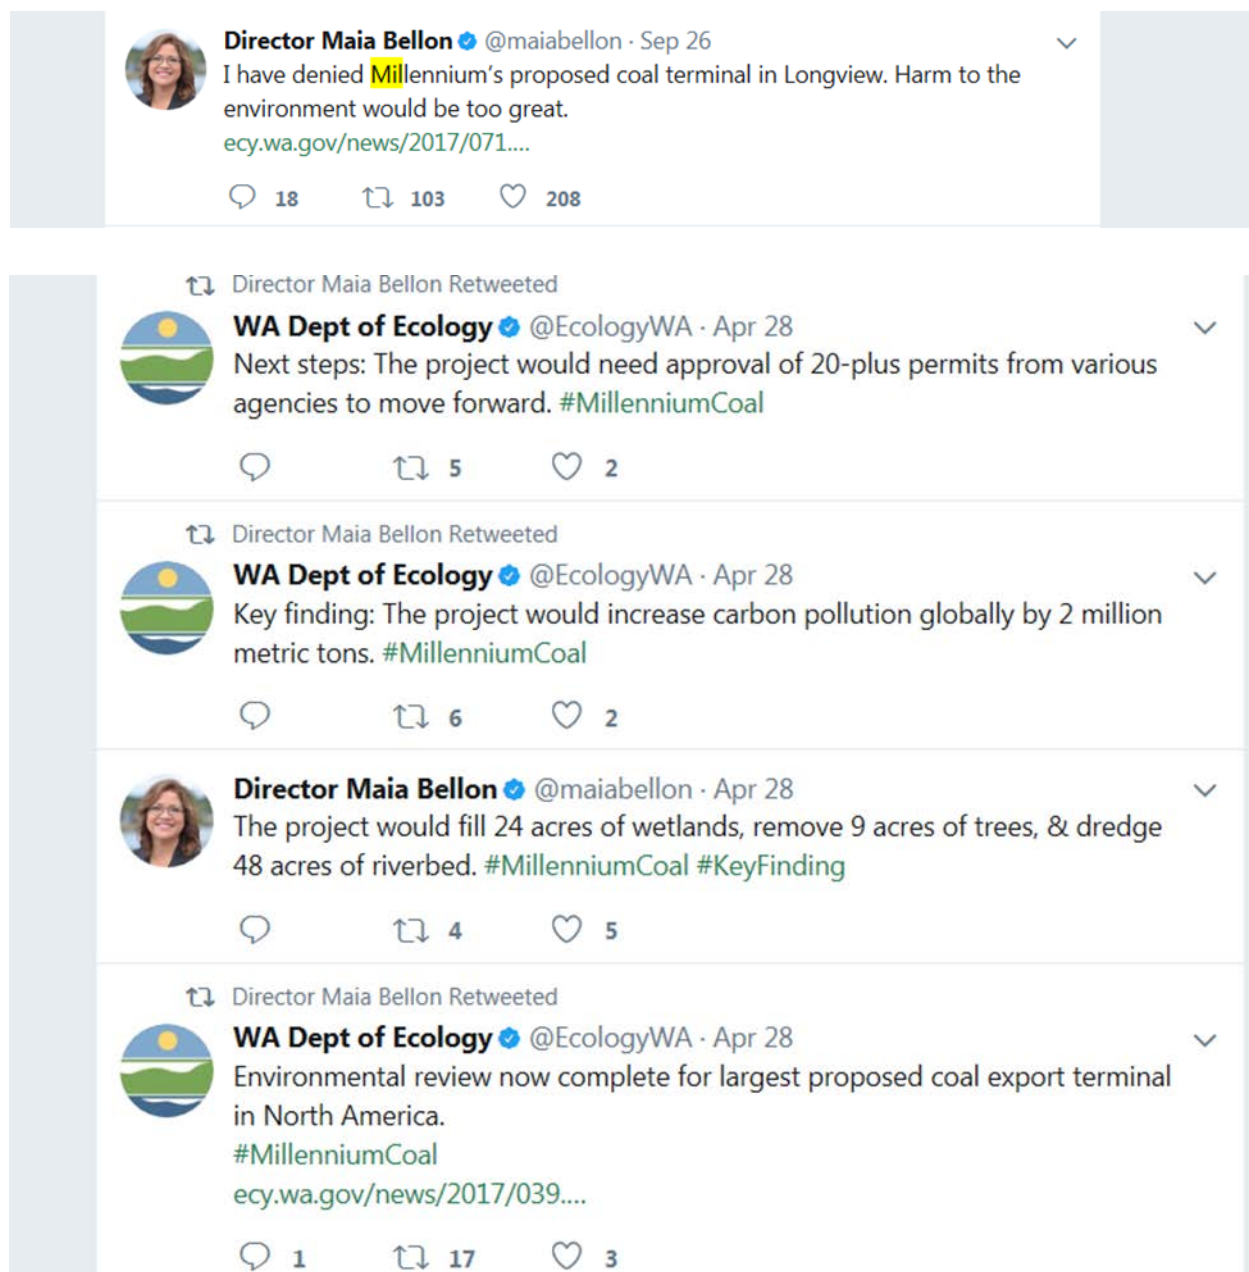 Director Maia Bellon @maiabellon · Sep 26
I have denied Millennium's proposed coal terminal in Longview. Harm to the
environment would be too great.
ecy.wa.gov/news/2017/071....
18 103 208
Director Maia Bellon Retweeted
WA Dept of Ecology @EcologyWA · Apr 28
Next steps: The project would need approval of 20-plus permits from various
agencies to move forward. #MillenniumCoal
5 2
Director Maia Bellon Retweeted
WA Dept of Ecology @EcologyWA · Apr 28
Key finding: The project would increase carbon pollution globally by 2 million
metric tons. #MillenniumCoal
6 2
Director Maia Bellon @maiabellon · Apr 28
The project would fill 24 acres of wetlands, remove 9 acres of trees, & dredge
48 acres of riverbed. #MillenniumCoal #KeyFinding
4 5
Director Maia Bellon Retweeted
WA Dept of Ecology @EcologyWA · Apr 28
Environmental review now complete for largest proposed coal export terminal
in North America.
#MillenniumCoal
ecy.wa.gov/news/2017/039....
1 17 3